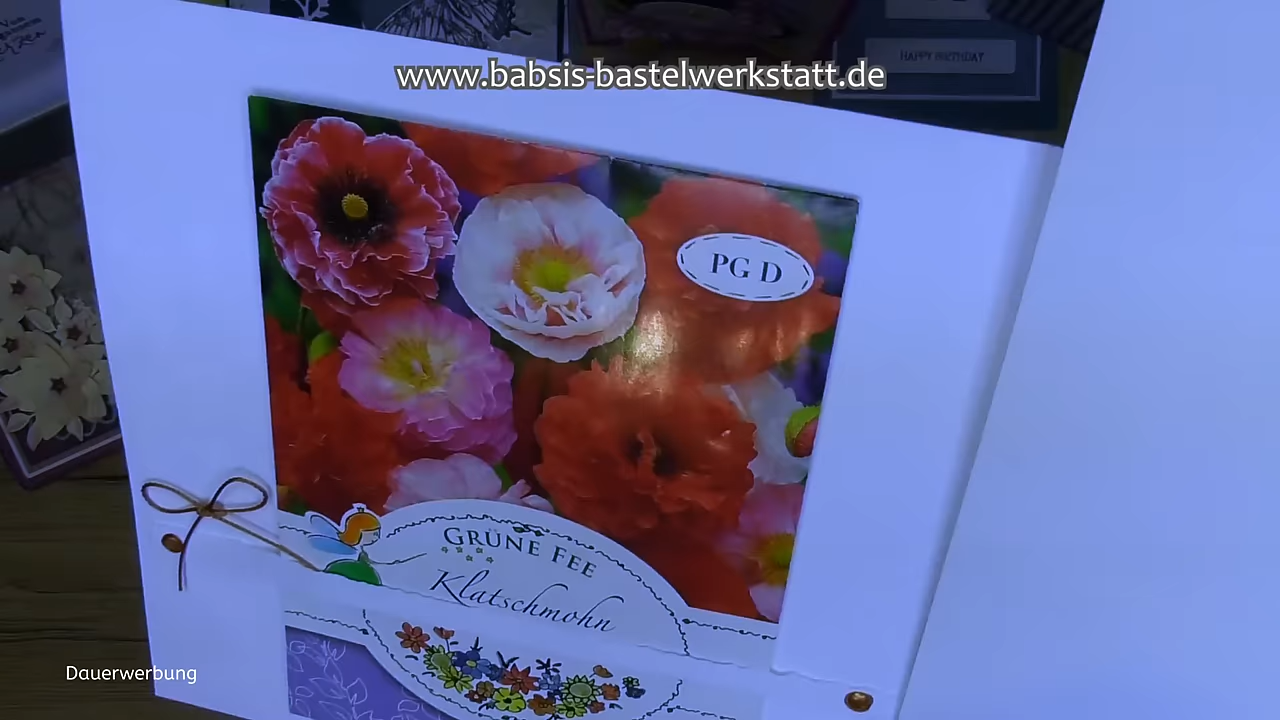 www.babsis-bastelwerkstatt.de
HAPPY BIRTHDAY
PG D
GRÜNE FEE
Klatschmohn
Dauerwerbung